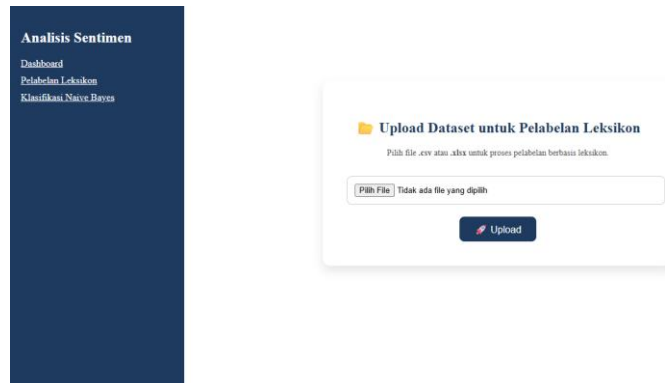 Analisis Sentimen
Dashboard
Pelabelan Leksikon
Klasifikasi Naive Bayes
Upload Dataset untuk Pelabelan Leksikon
Pilih file .csv atau .xlsx untuk proses pelabelan berbasis leksikon.
Pilih File Tidak ada file yang dipilih
Upload